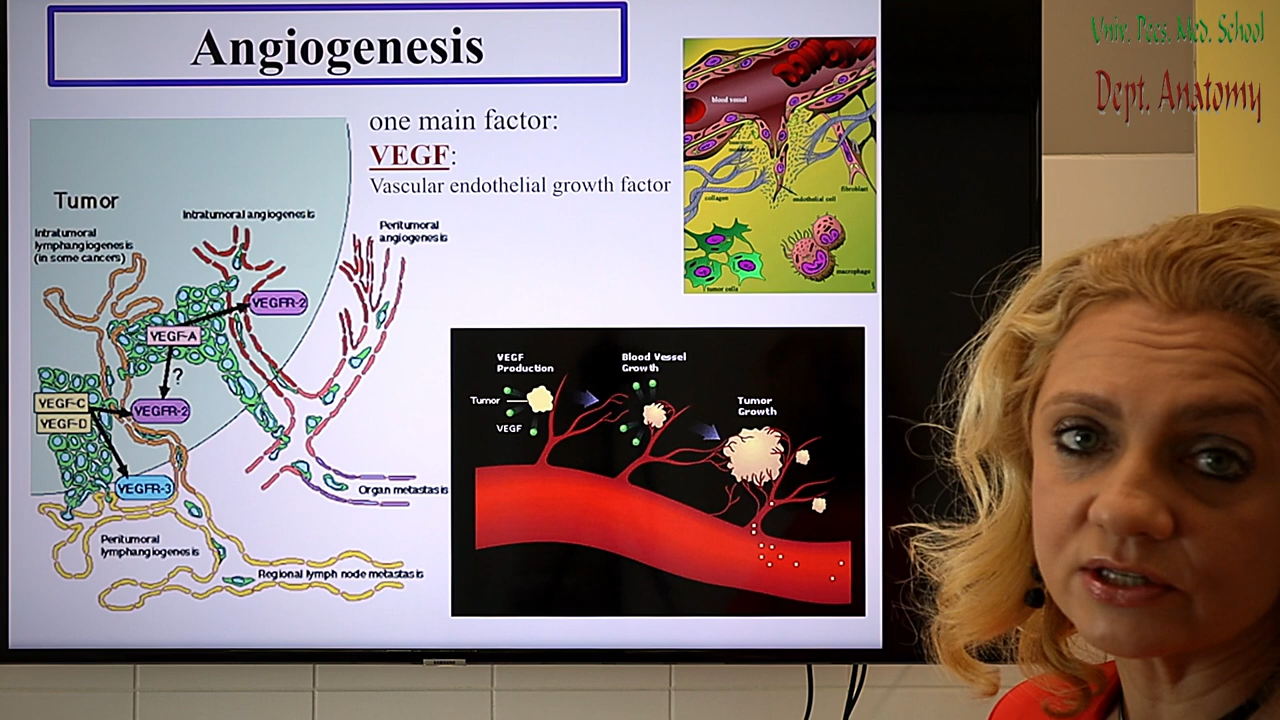 Angiogenesis
one main factor:
VEGF:
Vascular endothelial growth factor
Tumor
Intratumoral
lymphangiogenesis
(in some cancers)
Intratumoral angiogenesis
Peritumoral
angiogenesis
VEGFR-2
VEGF-A
?
VEGF-C
VEGF-D
VEGFR-2
VEGFR-3
Organ metastasis
Peritumoral
lymphangiogenesis
Regional lymph node metastasis
blood vessel
collagen
endothelial cell
fibroblast
macrophage
tumor cells
VEGF
Production
Blood Vessel
Growth
Tumor
VEGF
Tumor
Growth
SAMSUNG
Univ. Pecs. Med. School
Dept. Anatomy